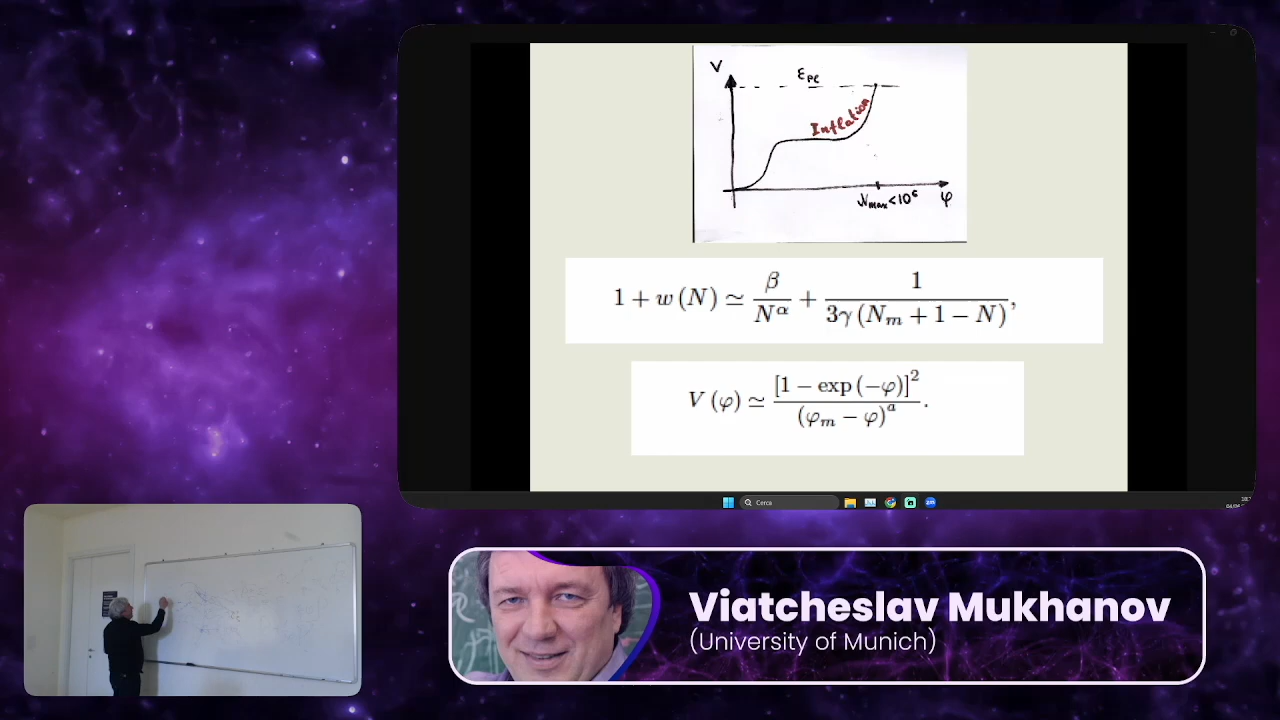 V
ε_PL
Inflation
N_max<10^6
φ
1 + w (N) ≃ β/N^α + 1/(3γ (N_m + 1 − N)),
V (φ) ≃ [1 − exp (−φ)]^2/(φ_m − φ)^a.
Cerca
Viatcheslav Mukhanov
(University of Munich)